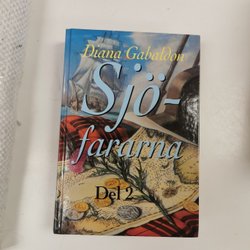 Diana Gabaldon
Sjö-
fararna
Del 2